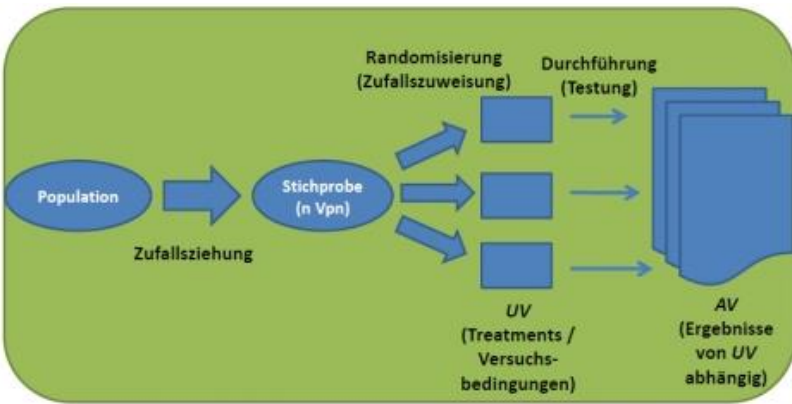 Population
Zufallsziehung
Stichprobe
(n Vpn)
Randomisierung
(Zufallszuweisung)
Durchführung
(Testung)
UV
(Treatments /
Versuchs-
bedingungen)
AV
(Ergebnisse
von UV
abhängig)